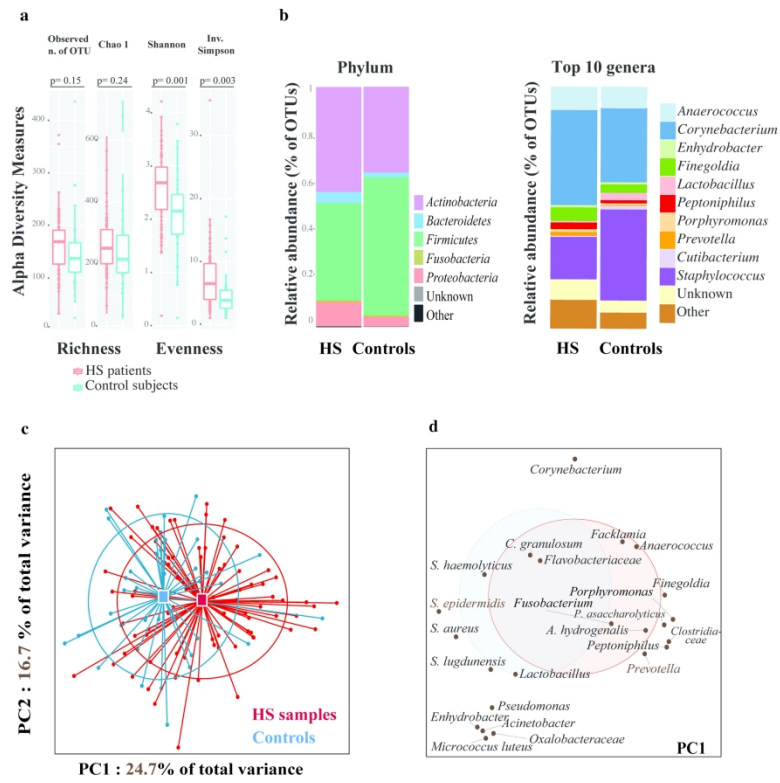 a
Observed
n. of OTU
Chao 1
Shannon
Inv.
Simpson
p= 0.15
p= 0.24
p= 0.001
p= 0.003
Alpha Diversity Measures
400
300
200
100
0
600
400
200
0
4
3
2
1
0
30
20
10
0
Richness
Evenness
HS patients
Control subjects
b
Phylum
Relative abundance (% of OTUs)
1
0.8
0.6
0.4
0.2
0
HS
Controls
Actinobacteria
Bacteroidetes
Firmicutes
Fusobacteria
Proteobacteria
Unknown
Other
Top 10 genera
Relative abundance (% of OTUs)
HS
Controls
Anaerococcus
Corynebacterium
Enhydrobacter
Finegoldia
Lactobacillus
Peptoniphilus
Porphyromonas
Prevotella
Cutibacterium
Staphylococcus
Unknown
Other
c
PC2 : 16.7 % of total variance
HS samples
Controls
PC1 : 24.7% of total variance
d
Corynebacterium
Facklamia
C. granulosum
Anaerococcus
Flavobacteriaceae
S. haemolyticus
Porphyromonas
Finegoldia
S. epidermidis
Fusobacterium
P. asaccharolyticus
S. aureus
A. hydrogenalis
Clostridia-
ceae
Peptoniphilus
S. lugdunensis
Lactobacillus
Prevotella
Pseudomonas
Enhydrobacter
Acinetobacter
Oxalobacteraceae
Micrococcus luteus
PC1